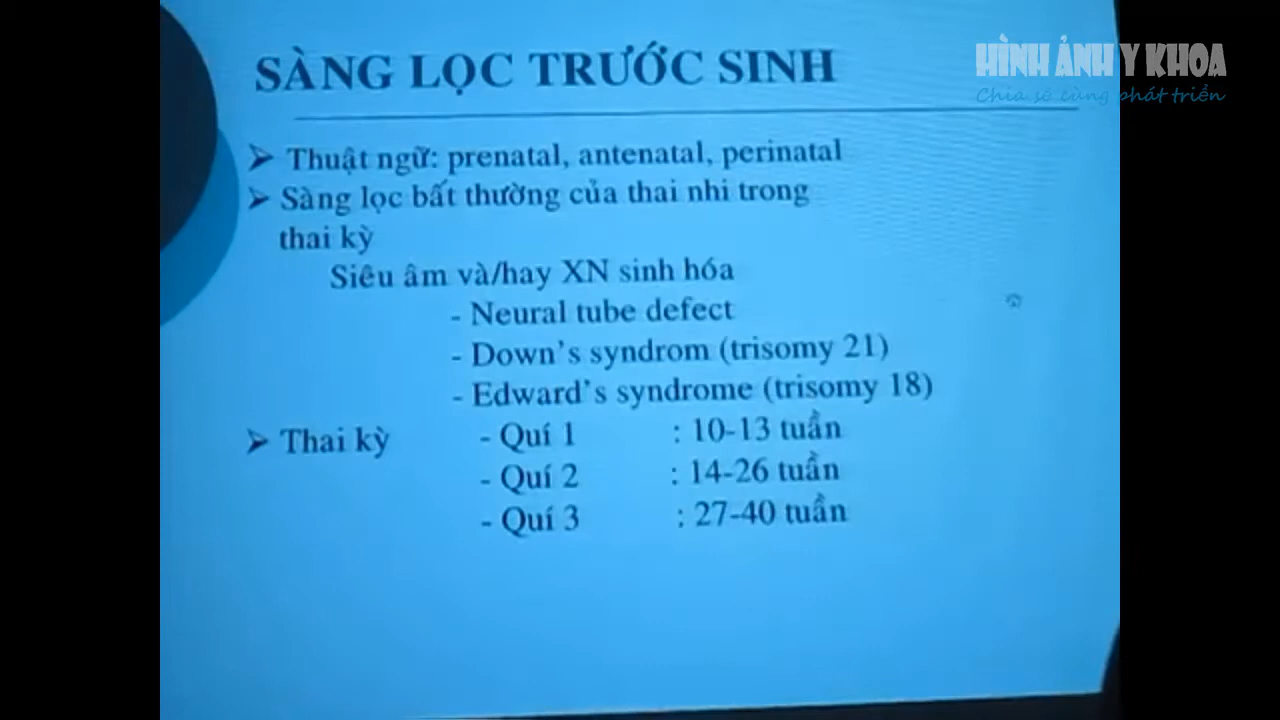 SÀNG LỌC TRƯỚC SINH
HÌNH ẢNH Y KHOA
Chia sẻ cùng phát triển
➢ Thuật ngữ: prenatal, antenatal, perinatal
➢ Sàng lọc bất thường của thai nhi trong
thai kỳ
Siêu âm và/hay XN sinh hóa
- Neural tube defect
- Down's syndrom (trisomy 21)
- Edward's syndrome (trisomy 18)
➢ Thai kỳ - Quí 1 : 10-13 tuần
- Quí 2 : 14-26 tuần
- Quí 3 : 27-40 tuần